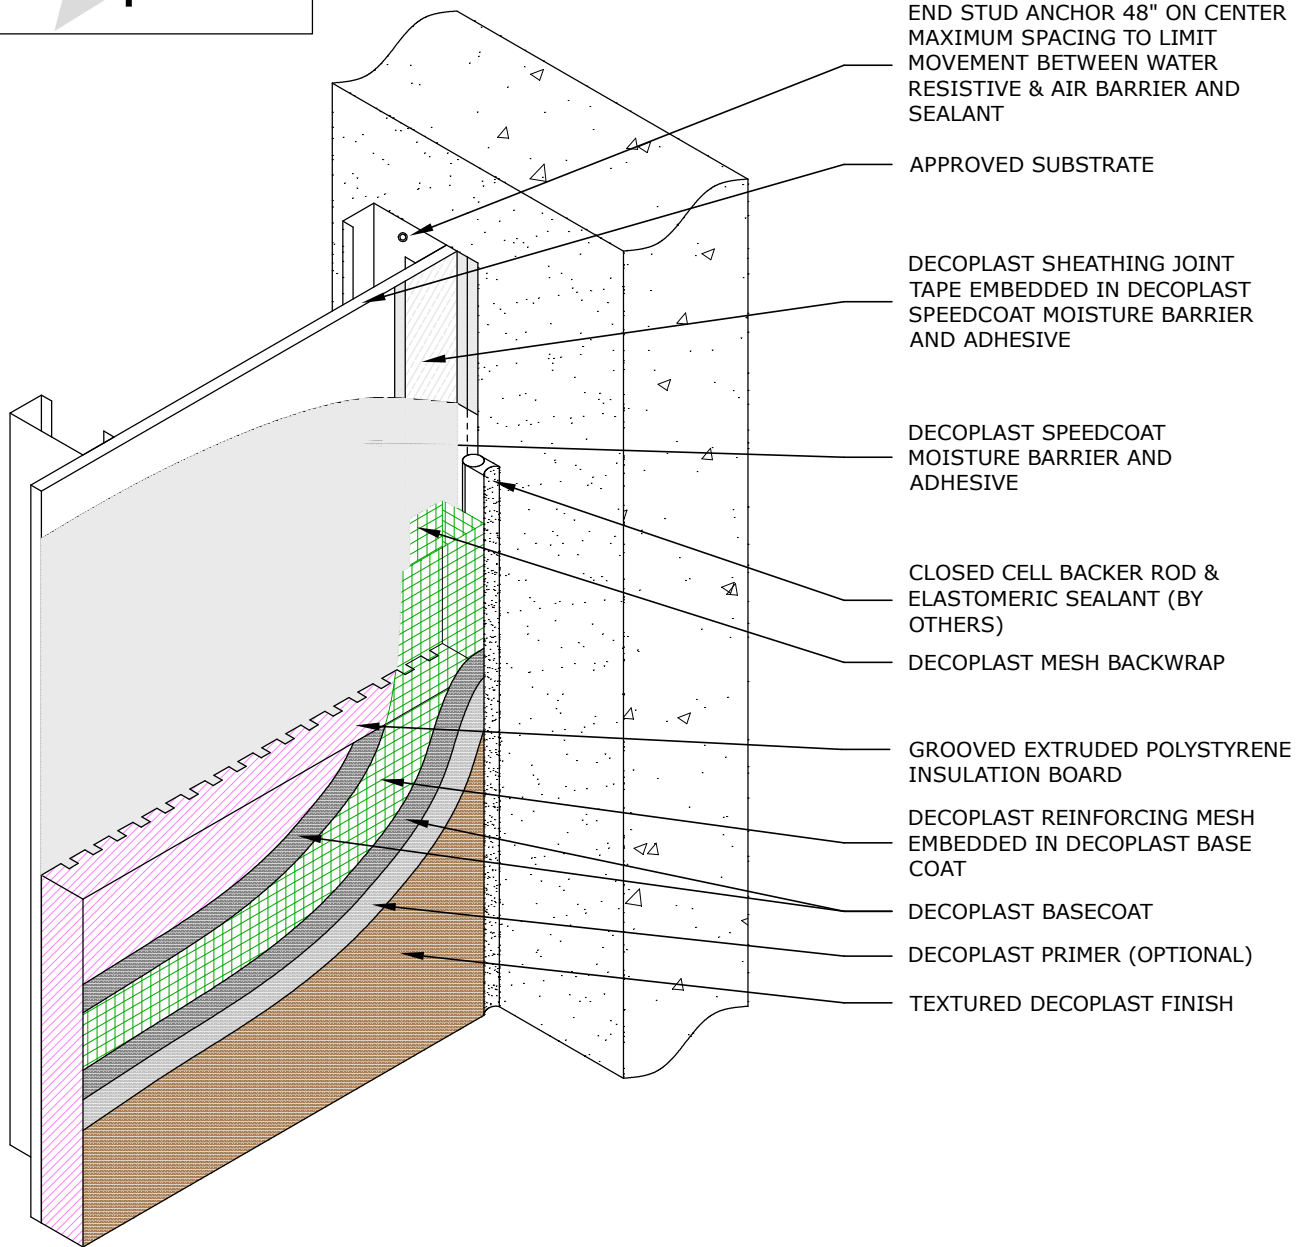 END STUD ANCHOR 48" ON CENTER
MAXIMUM SPACING TO LIMIT
MOVEMENT BETWEEN WATER
RESISTIVE & AIR BARRIER AND
SEALANT
APPROVED SUBSTRATE
DECOPLAST SHEATHING JOINT
TAPE EMBEDDED IN DECOPLAST
SPEEDCOAT MOISTURE BARRIER
AND ADHESIVE
DECOPLAST SPEEDCOAT
MOISTURE BARRIER AND
ADHESIVE
CLOSED CELL BACKER ROD &
ELASTOMERIC SEALANT (BY
OTHERS)
DECOPLAST MESH BACKWRAP
GROOVED EXTRUDED POLYSTYRENE
INSULATION BOARD
DECOPLAST REINFORCING MESH
EMBEDDED IN DECOPLAST BASE
COAT
DECOPLAST BASECOAT
DECOPLAST PRIMER (OPTIONAL)
TEXTURED DECOPLAST FINISH